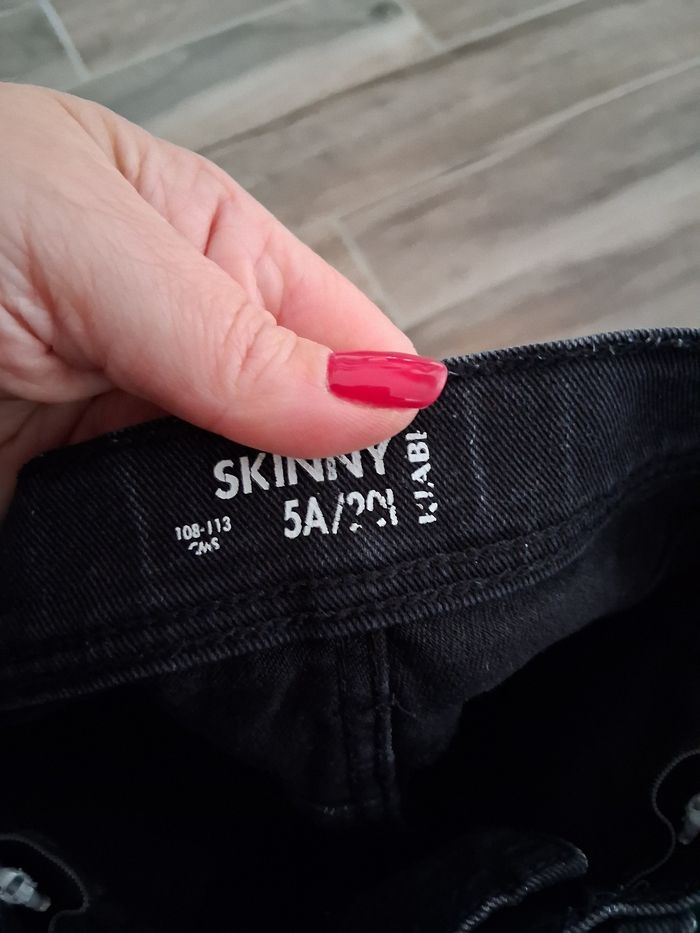 SKINNY
5A/
KIABI
108-113
CMS